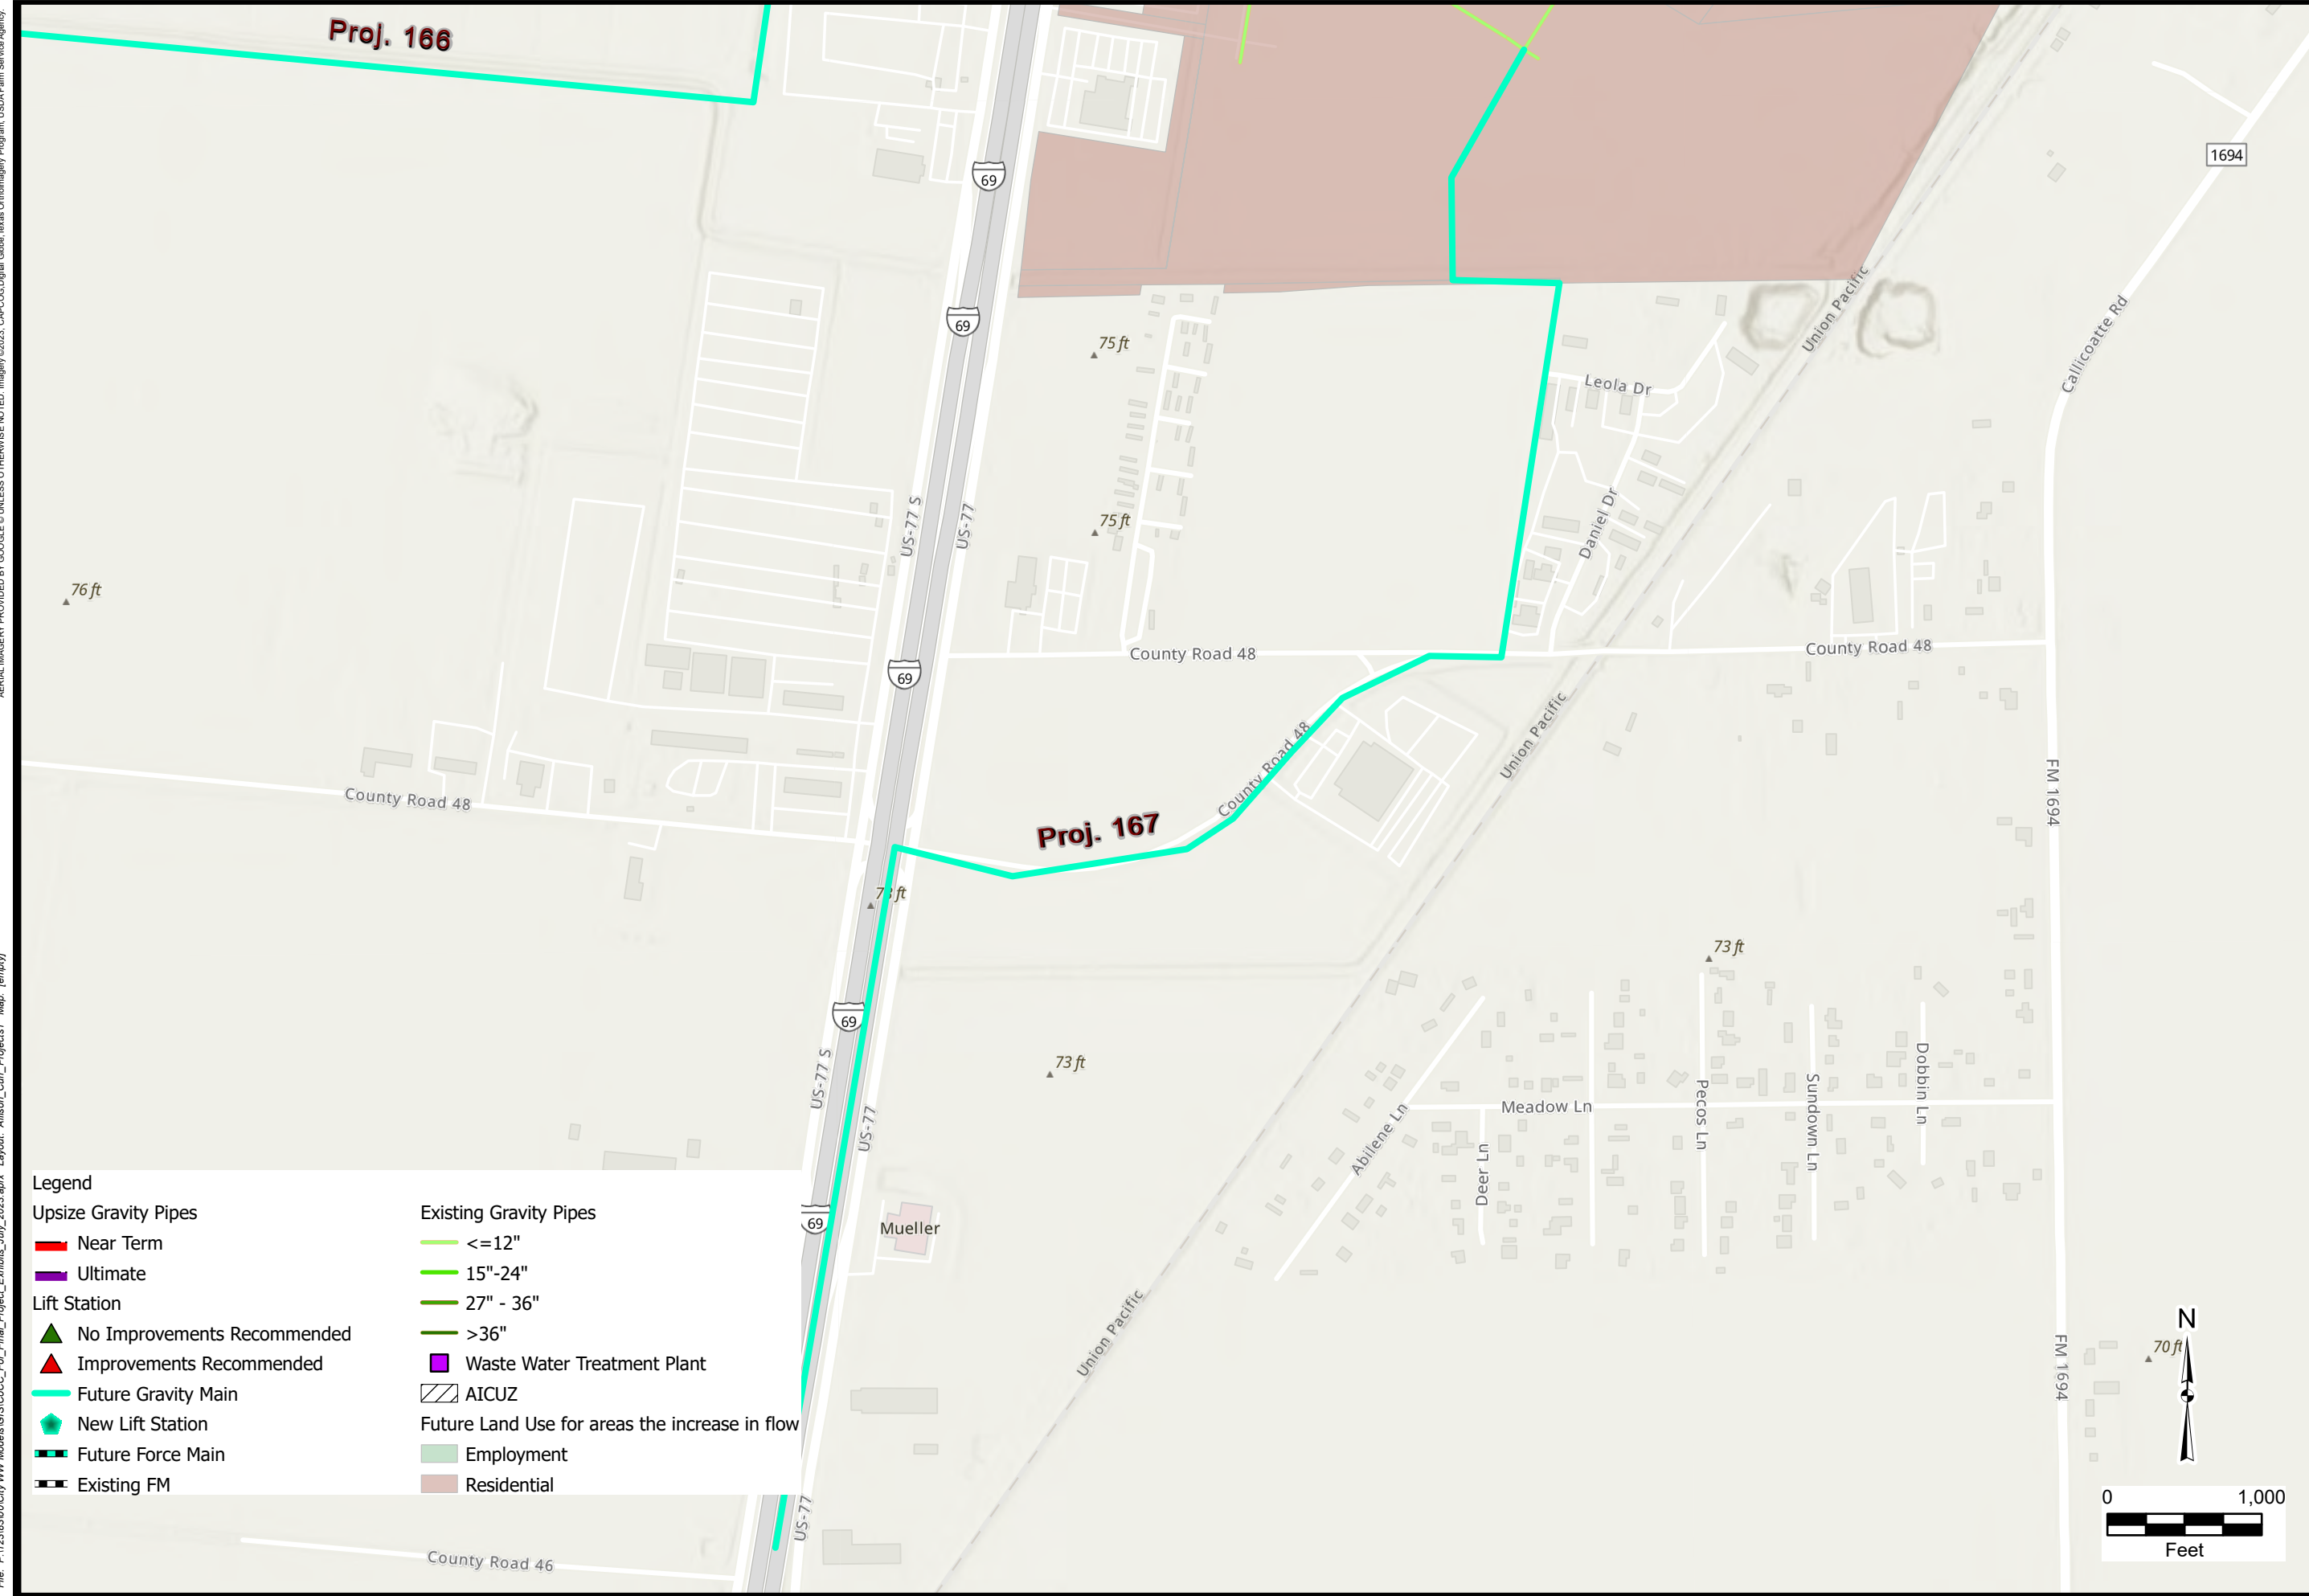 Proj. 166
69
1694
69
75 ft
Union Pacific
Callicoatte Rd
Leola Dr
US-77 S
US-77
75 ft
Daniel Dr
76 ft
County Road 48
County Road 48
69
Union Pacific
County Road 48
County Road 48
FM 1694
Proj. 167
73 ft
73 ft
69
73 ft
US-77 S
US-77
Meadow Ln
Abilene Ln
Deer Ln
Pecos Ln
Sundown Ln
Dobbin Ln
69
Mueller
Union Pacific
FM 1694
70 ft
Legend
Upsize Gravity Pipes
Near Term
Ultimate
Lift Station
No Improvements Recommended
Improvements Recommended
Future Gravity Main
New Lift Station
Future Force Main
Existing FM
Existing Gravity Pipes
<=12"
15"-24"
27" - 36"
>36"
Waste Water Treatment Plant
AICUZ
Future Land Use for areas the increase in flow
Employment
Residential
N
0 1,000
Feet
US-77
County Road 46